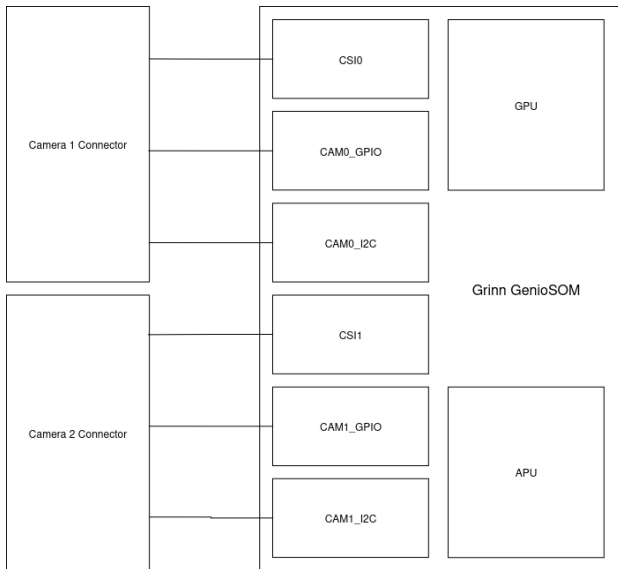 CSI0
GPU
Camera 1 Connector
CAM0_GPIO
CAM0_I2C
Grinn GenioSOM
CSI1
CAM1_GPIO
Camera 2 Connector
APU
CAM1_I2C